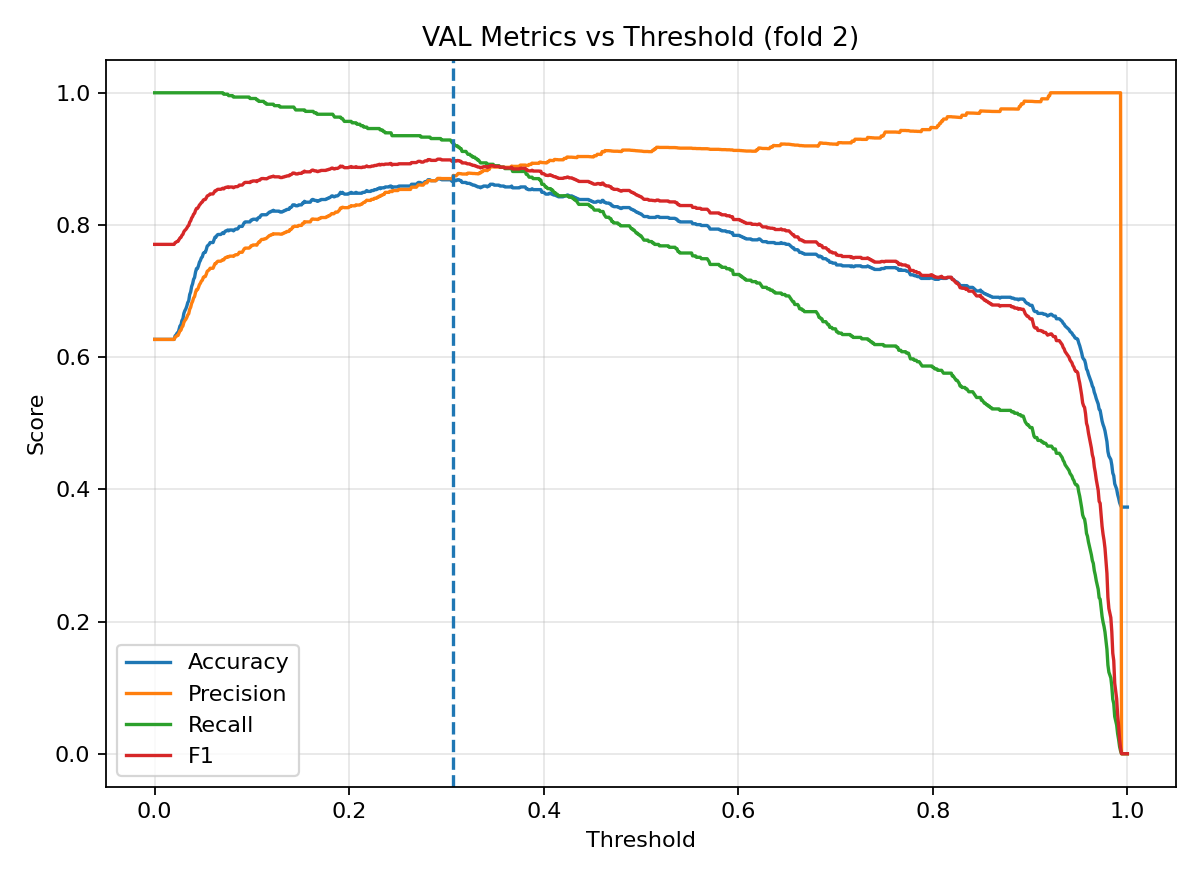 VAL Metrics vs Threshold (fold 2)
1.0
0.8
0.6
0.4
0.2
0.0
Score
Accuracy
Precision
Recall
F1
0.0 0.2 0.4 0.6 0.8 1.0
Threshold